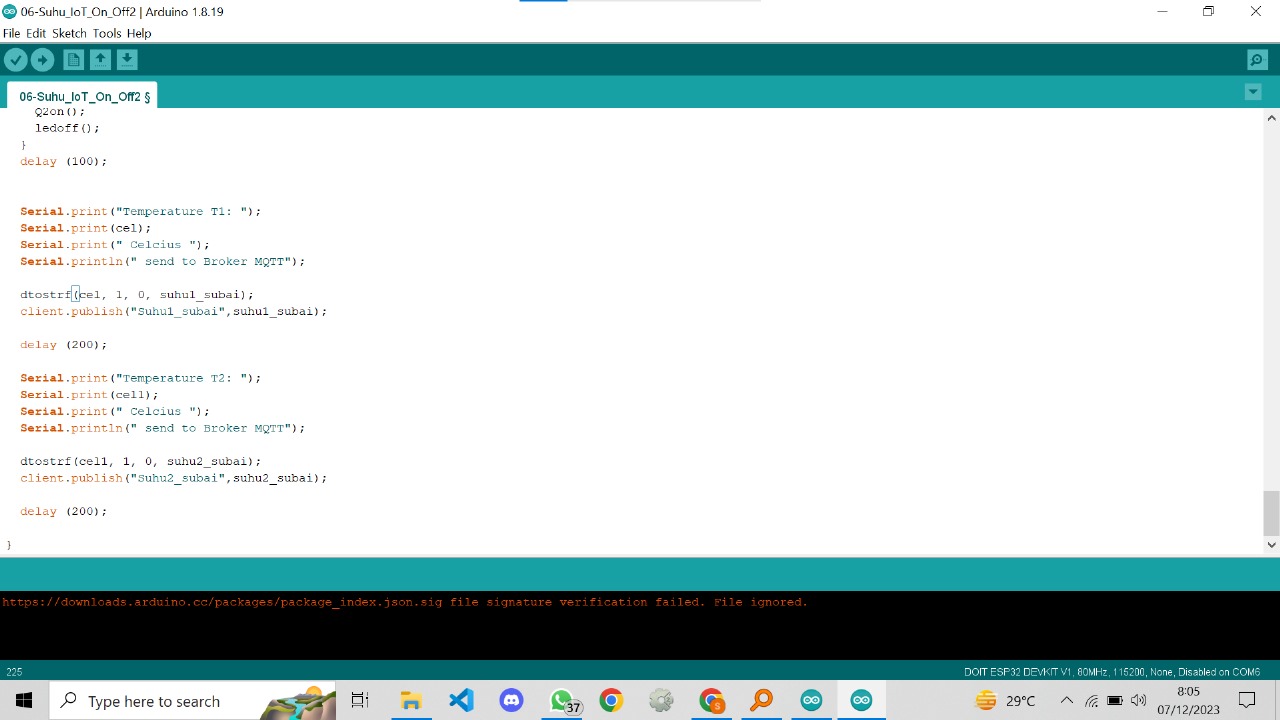 06-Suhu_IoT_On_Off2 | Arduino 1.8.19
File Edit Sketch Tools Help
06-Suhu_IoT_On_Off2 §
Q2on();
ledoff();
}
delay (100);
Serial.print("Temperature T1: ");
Serial.print(cel);
Serial.print(" Celcius ");
Serial.println(" send to Broker MQTT");
dtostrf(cel, 1, 0, suhu1_subai);
client.publish("Suhu1_subai",suhu1_subai);
delay (200);
Serial.print("Temperature T2: ");
Serial.print(cel1);
Serial.print(" Celcius ");
Serial.println(" send to Broker MQTT");
dtostrf(cel1, 1, 0, suhu2_subai);
client.publish("Suhu2_subai",suhu2_subai);
delay (200);
}
https://downloads.arduino.cc/packages/package_index.json.sig file signature verification failed. File ignored.
225
DOIT ESP32 DEVKIT V1, 80MHz, 115200, None, Disabled on COM6
Type here to search
37
S
29°C
8:05
07/12/2023